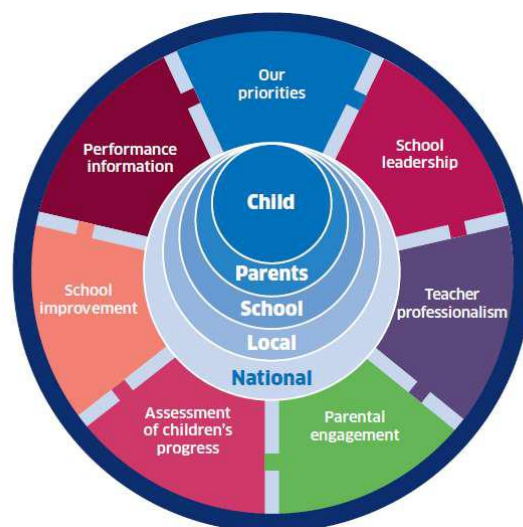 Our
priorities
School
leadership
Teacher
professionalism
Parental
engagement
Assessment
of children's
progress
School
improvement
Performance
information
Child
Parents
School
Local
National